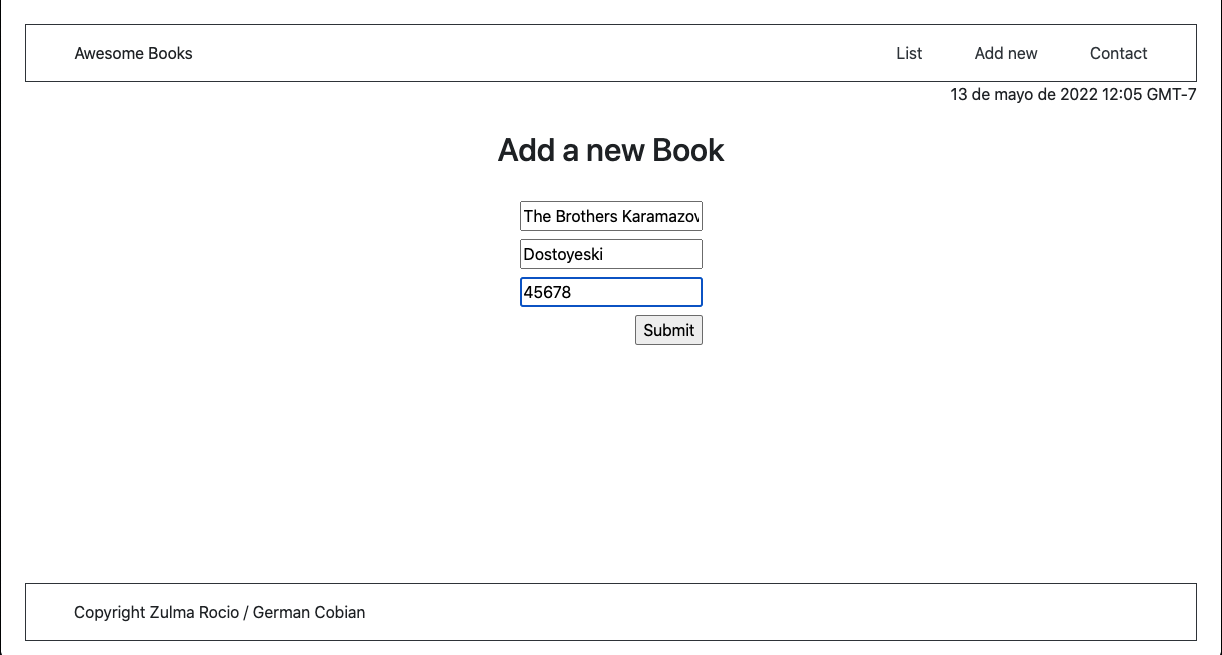 Awesome Books List Add new Contact
13 de mayo de 2022 12:05 GMT-7
Add a new Book
The Brothers Karamazov
Dostoyeski
45678
Submit
Copyright Zulma Rocio / German Cobian